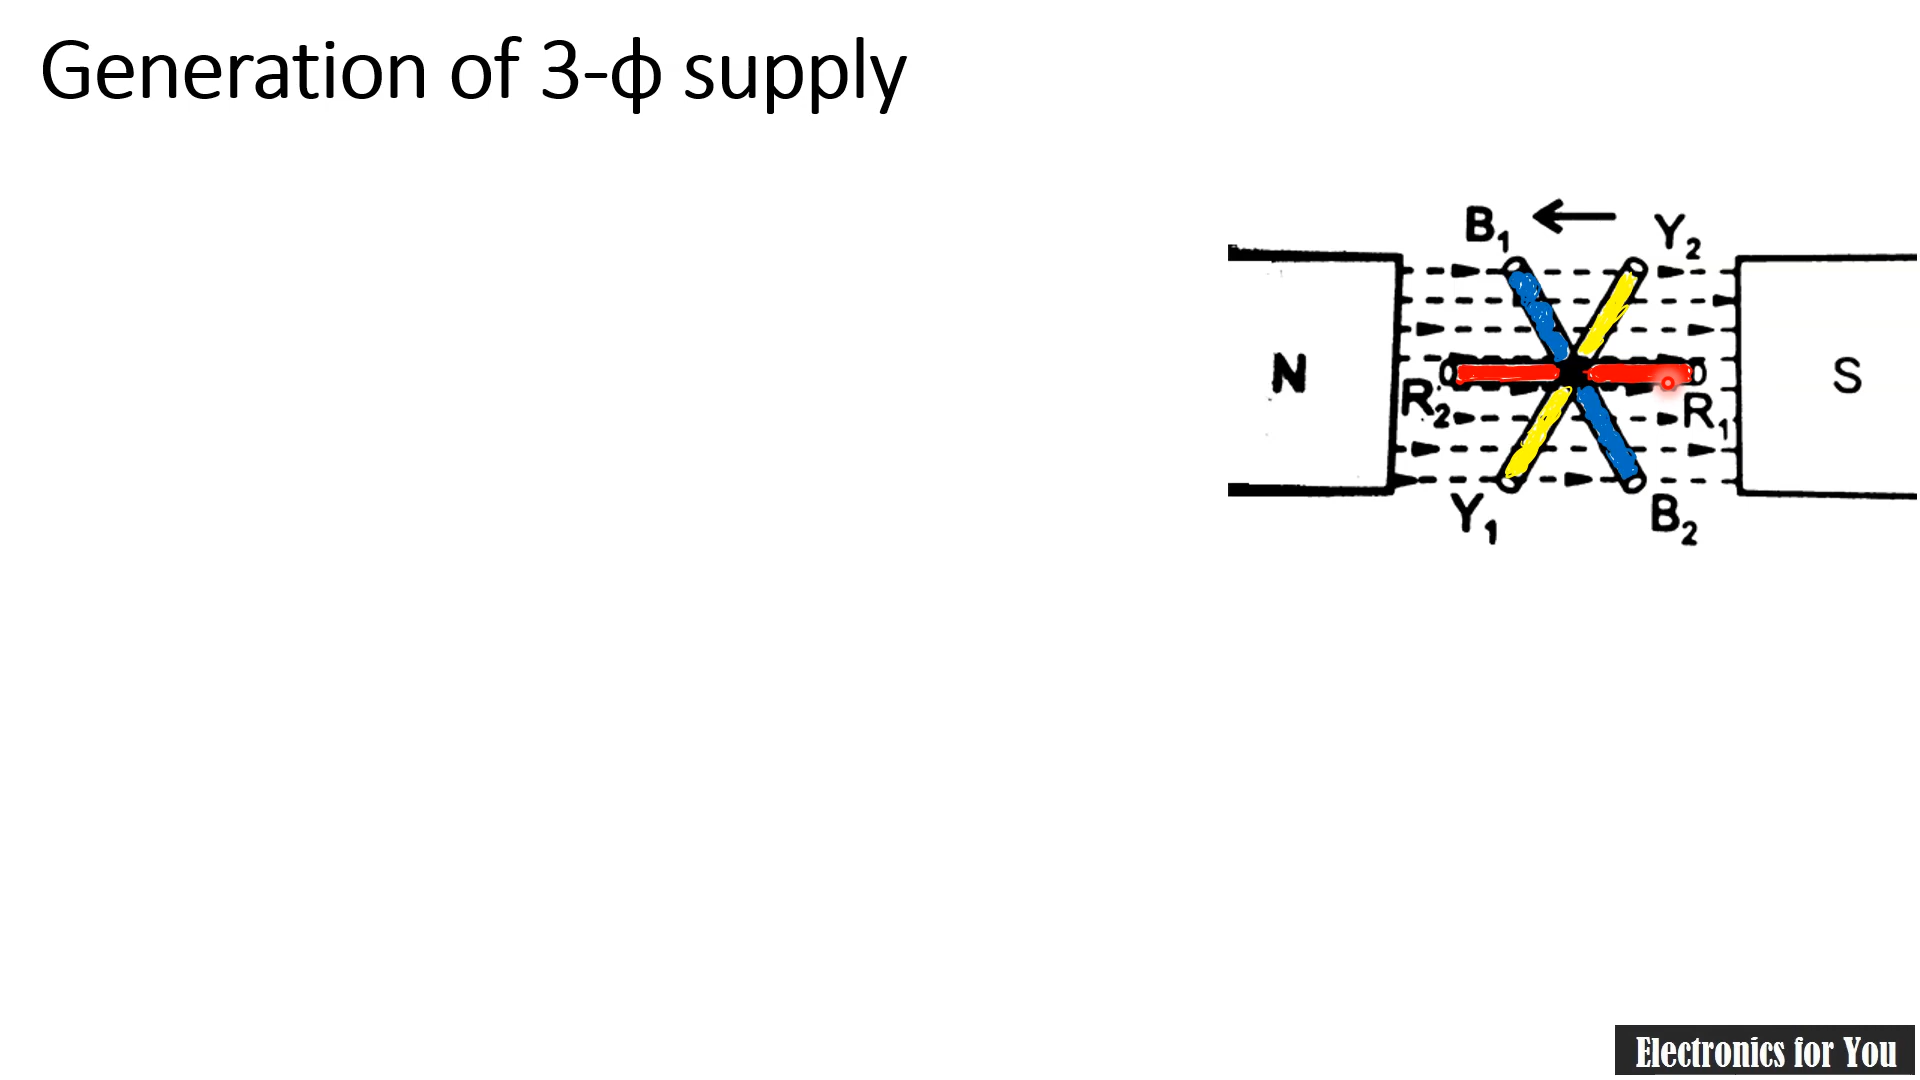 Generation of 3-ф supply
B1
Y2
N
S
R2
R1
Y1
B2
Electronics for You